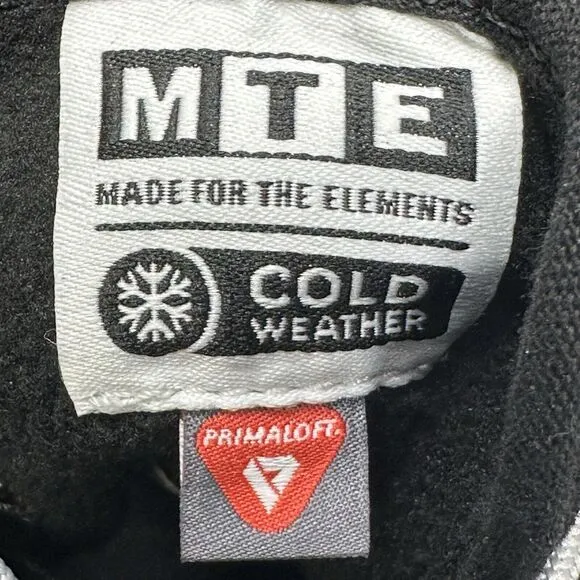 MTE
MADE FOR THE ELEMENTS
COLD
WEATHER
PRIMALOFT.